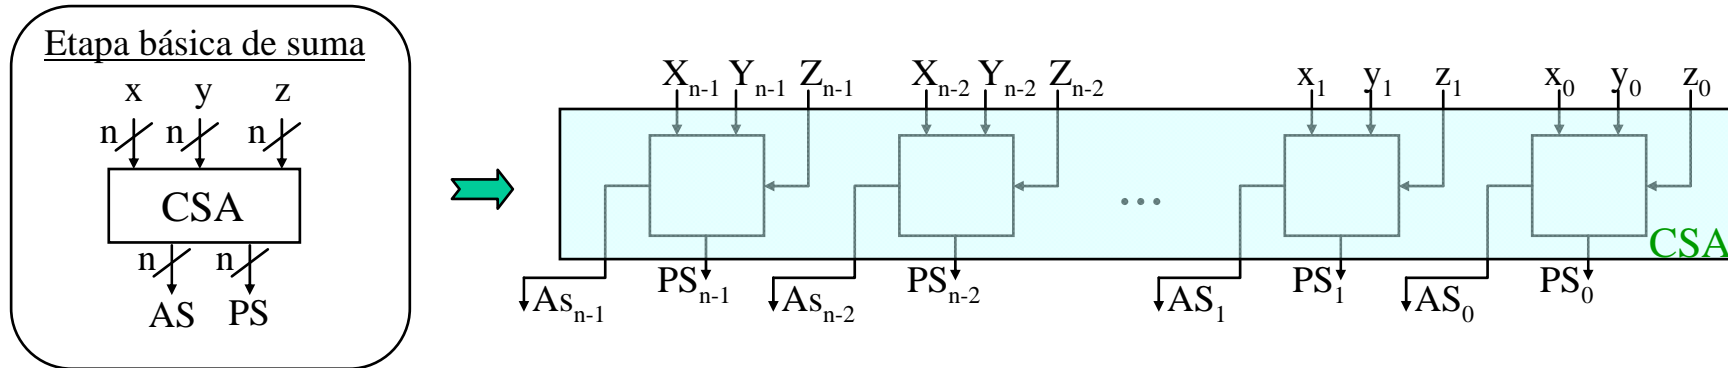 Etapa básica de suma
x y z
n n n
CSA
n n
AS PS
Xn-1 Yn-1 Zn-1 Xn-2 Yn-2 Zn-2 x1 y1 z1 x0 y0 z0
...
CSA
Asn-1 PSn-1 Asn-2 PSn-2 AS1 PS1 AS0 PS0